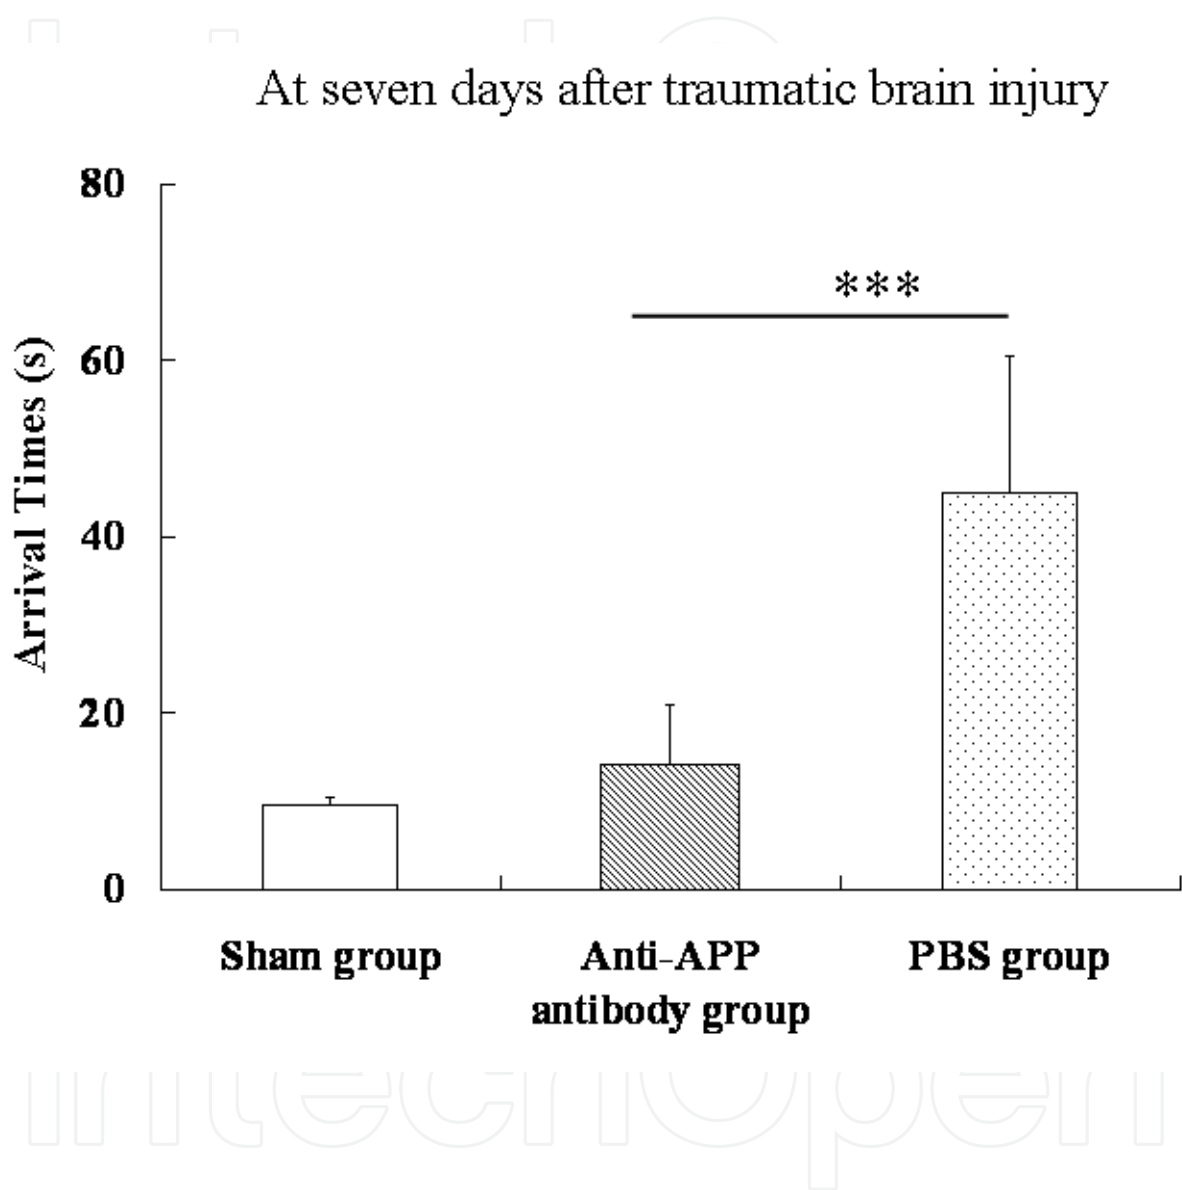 At seven days after traumatic brain injury
80
60
40
20
0
Arrival Times (s)
***
Sham group
Anti-APP
antibody group
PBS group
IntechOpen